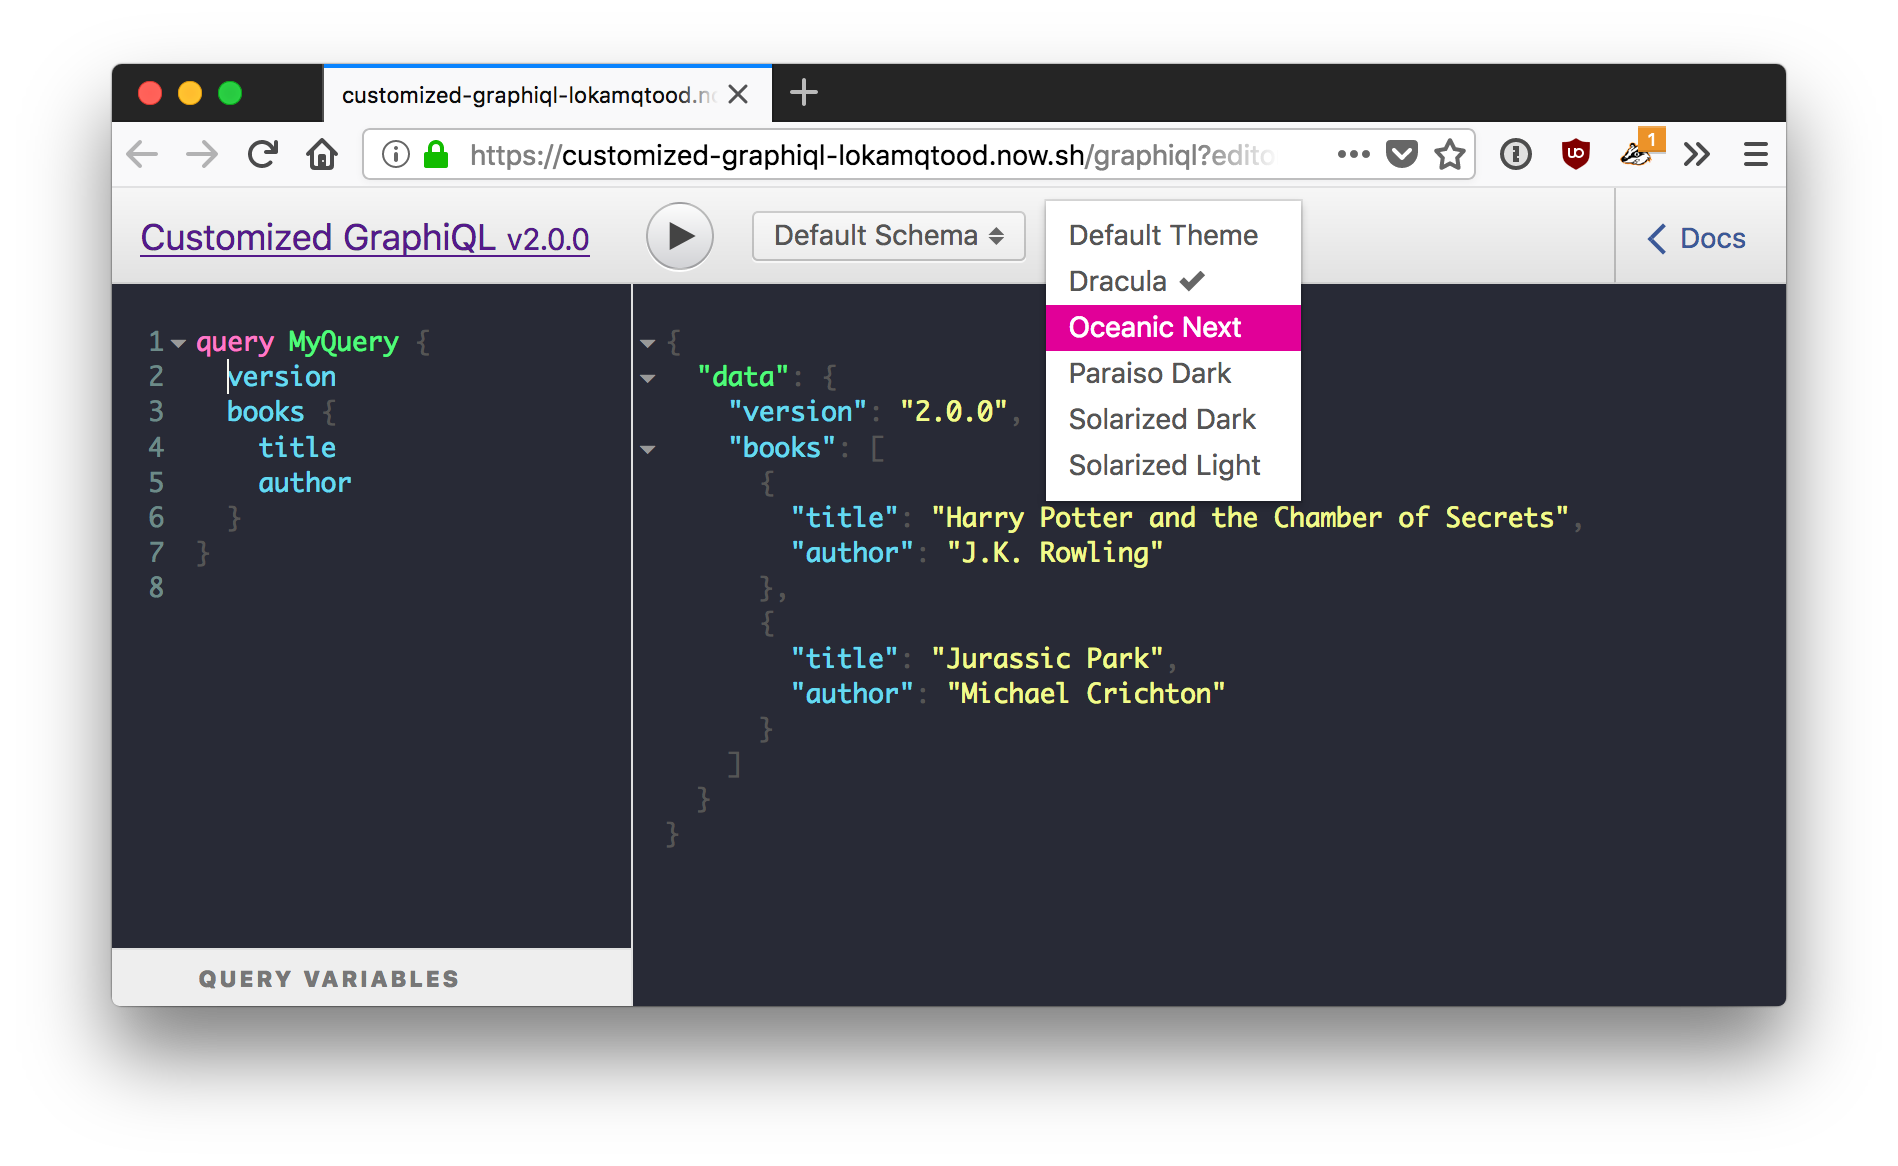 customized-graphiql-lokamqtood.no
https://customized-graphiql-lokamqtood.now.sh/graphiql?edito
1
Customized GraphiQL v2.0.0
Default Schema
Default Theme
Dracula ✔
Oceanic Next
Paraiso Dark
Solarized Dark
Solarized Light
Docs
1 query MyQuery {
2 version
3 books {
4 title
5 author
6 }
7 }
8
QUERY VARIABLES
{
"data": {
"version": "2.0.0",
"books": [
{
"title": "Harry Potter and the Chamber of Secrets",
"author": "J.K. Rowling"
},
{
"title": "Jurassic Park",
"author": "Michael Crichton"
}
]
}
}